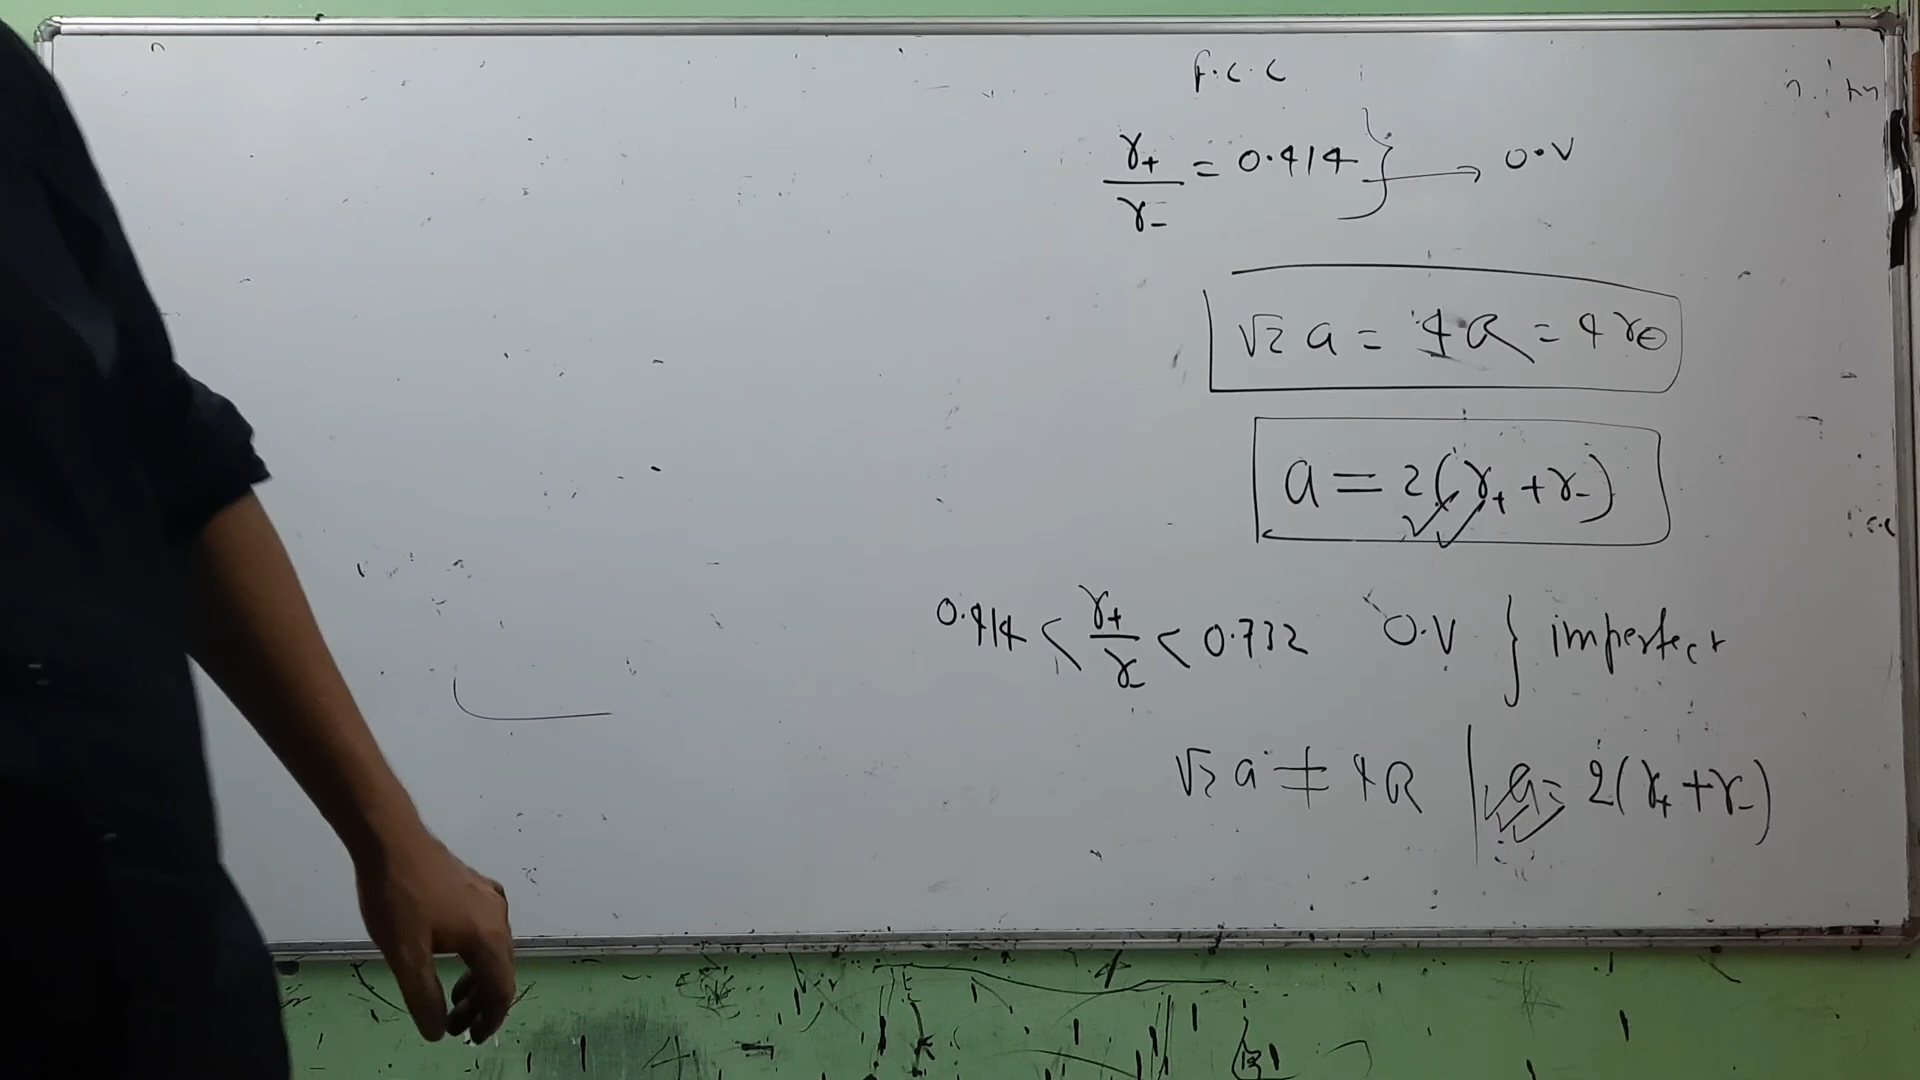 F.C.C
r₊/r₋ = 0.414 } → O.V
√2 a = 4R = 4r⊖
a = 2(r₊ + r₋)
0.414 < r₊/r₋ < 0.732 O.V } imperfect
√2 a ≠ 4R | a = 2(r₊ + r₋)